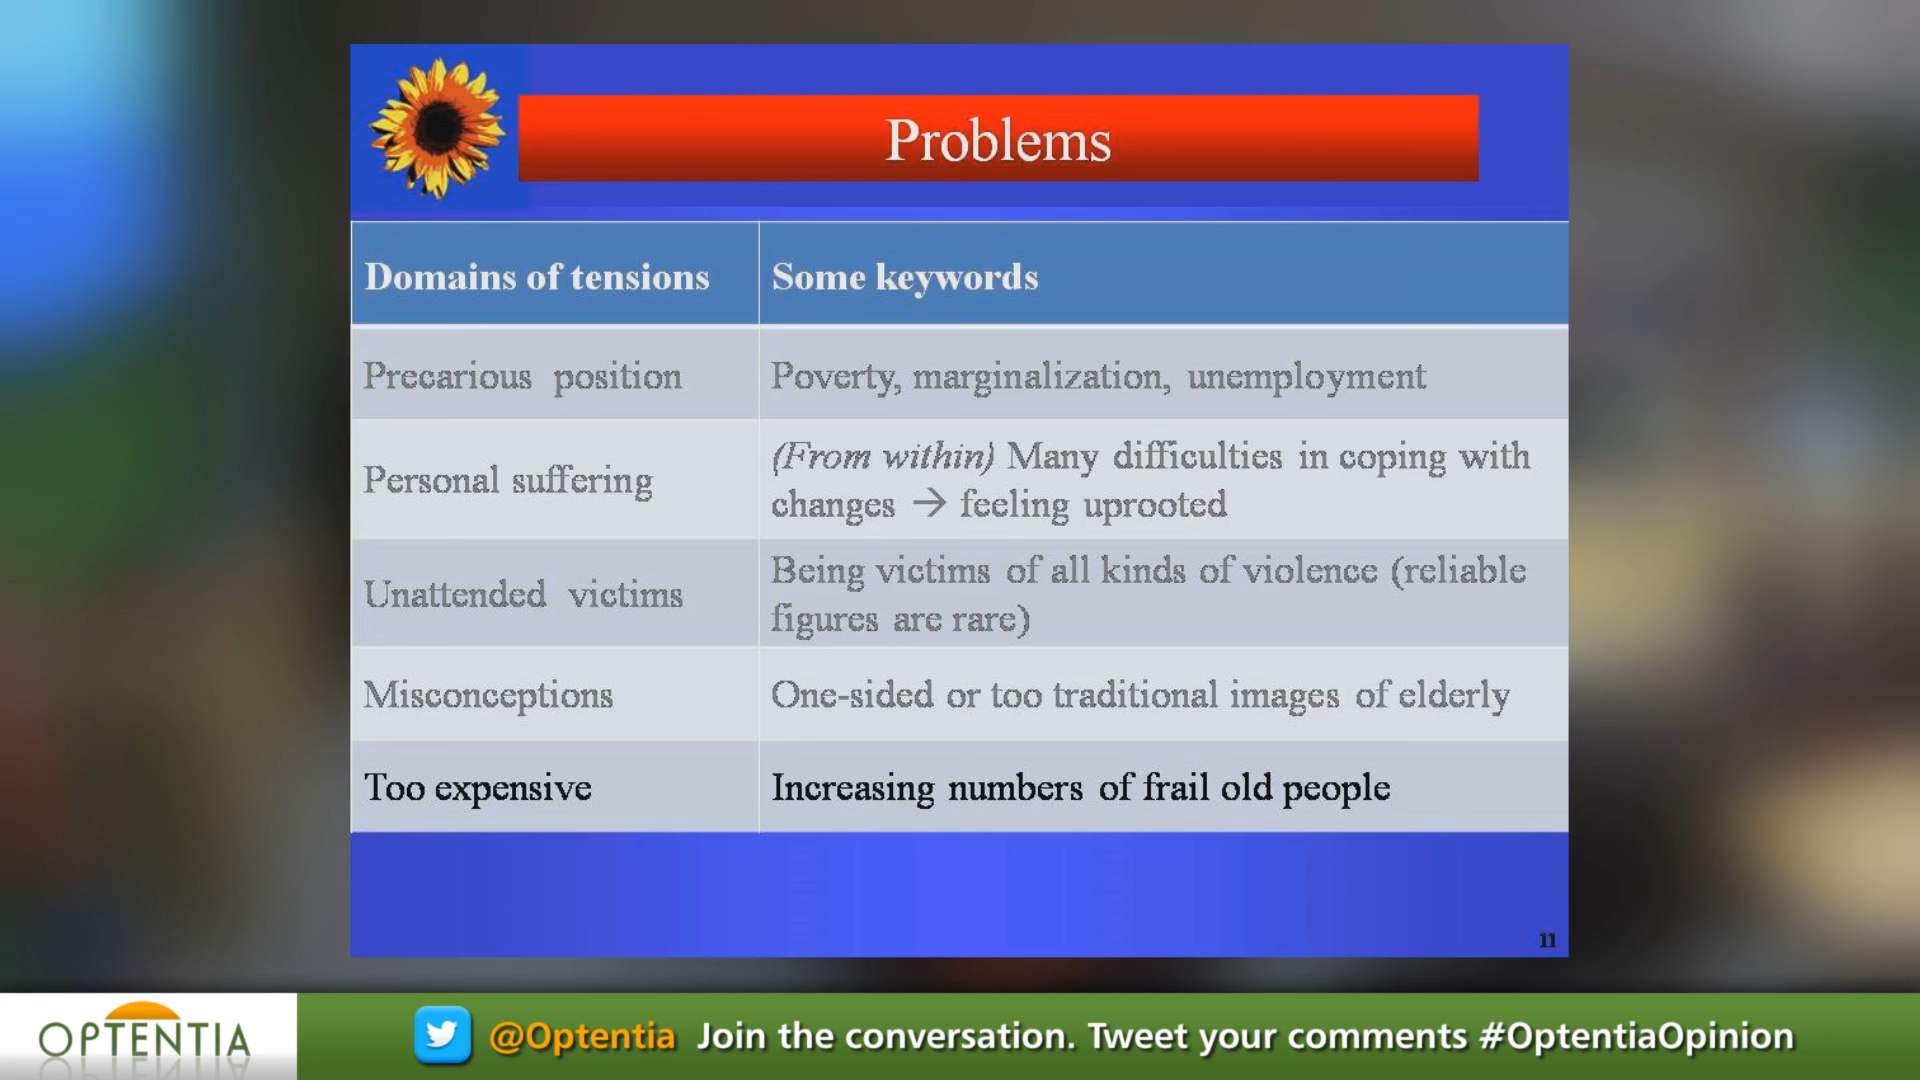 Problems
Domains of tensions
Some keywords
Precarious position
Poverty, marginalization, unemployment
Personal suffering
(From within) Many difficulties in coping with
changes → feeling uprooted
Unattended victims
Being victims of all kinds of violence (reliable
figures are rare)
Misconceptions
One-sided or too traditional images of elderly
Too expensive
Increasing numbers of frail old people
11
OPTENTIA
@Optentia Join the conversation. Tweet your comments #OptentiaOpinion